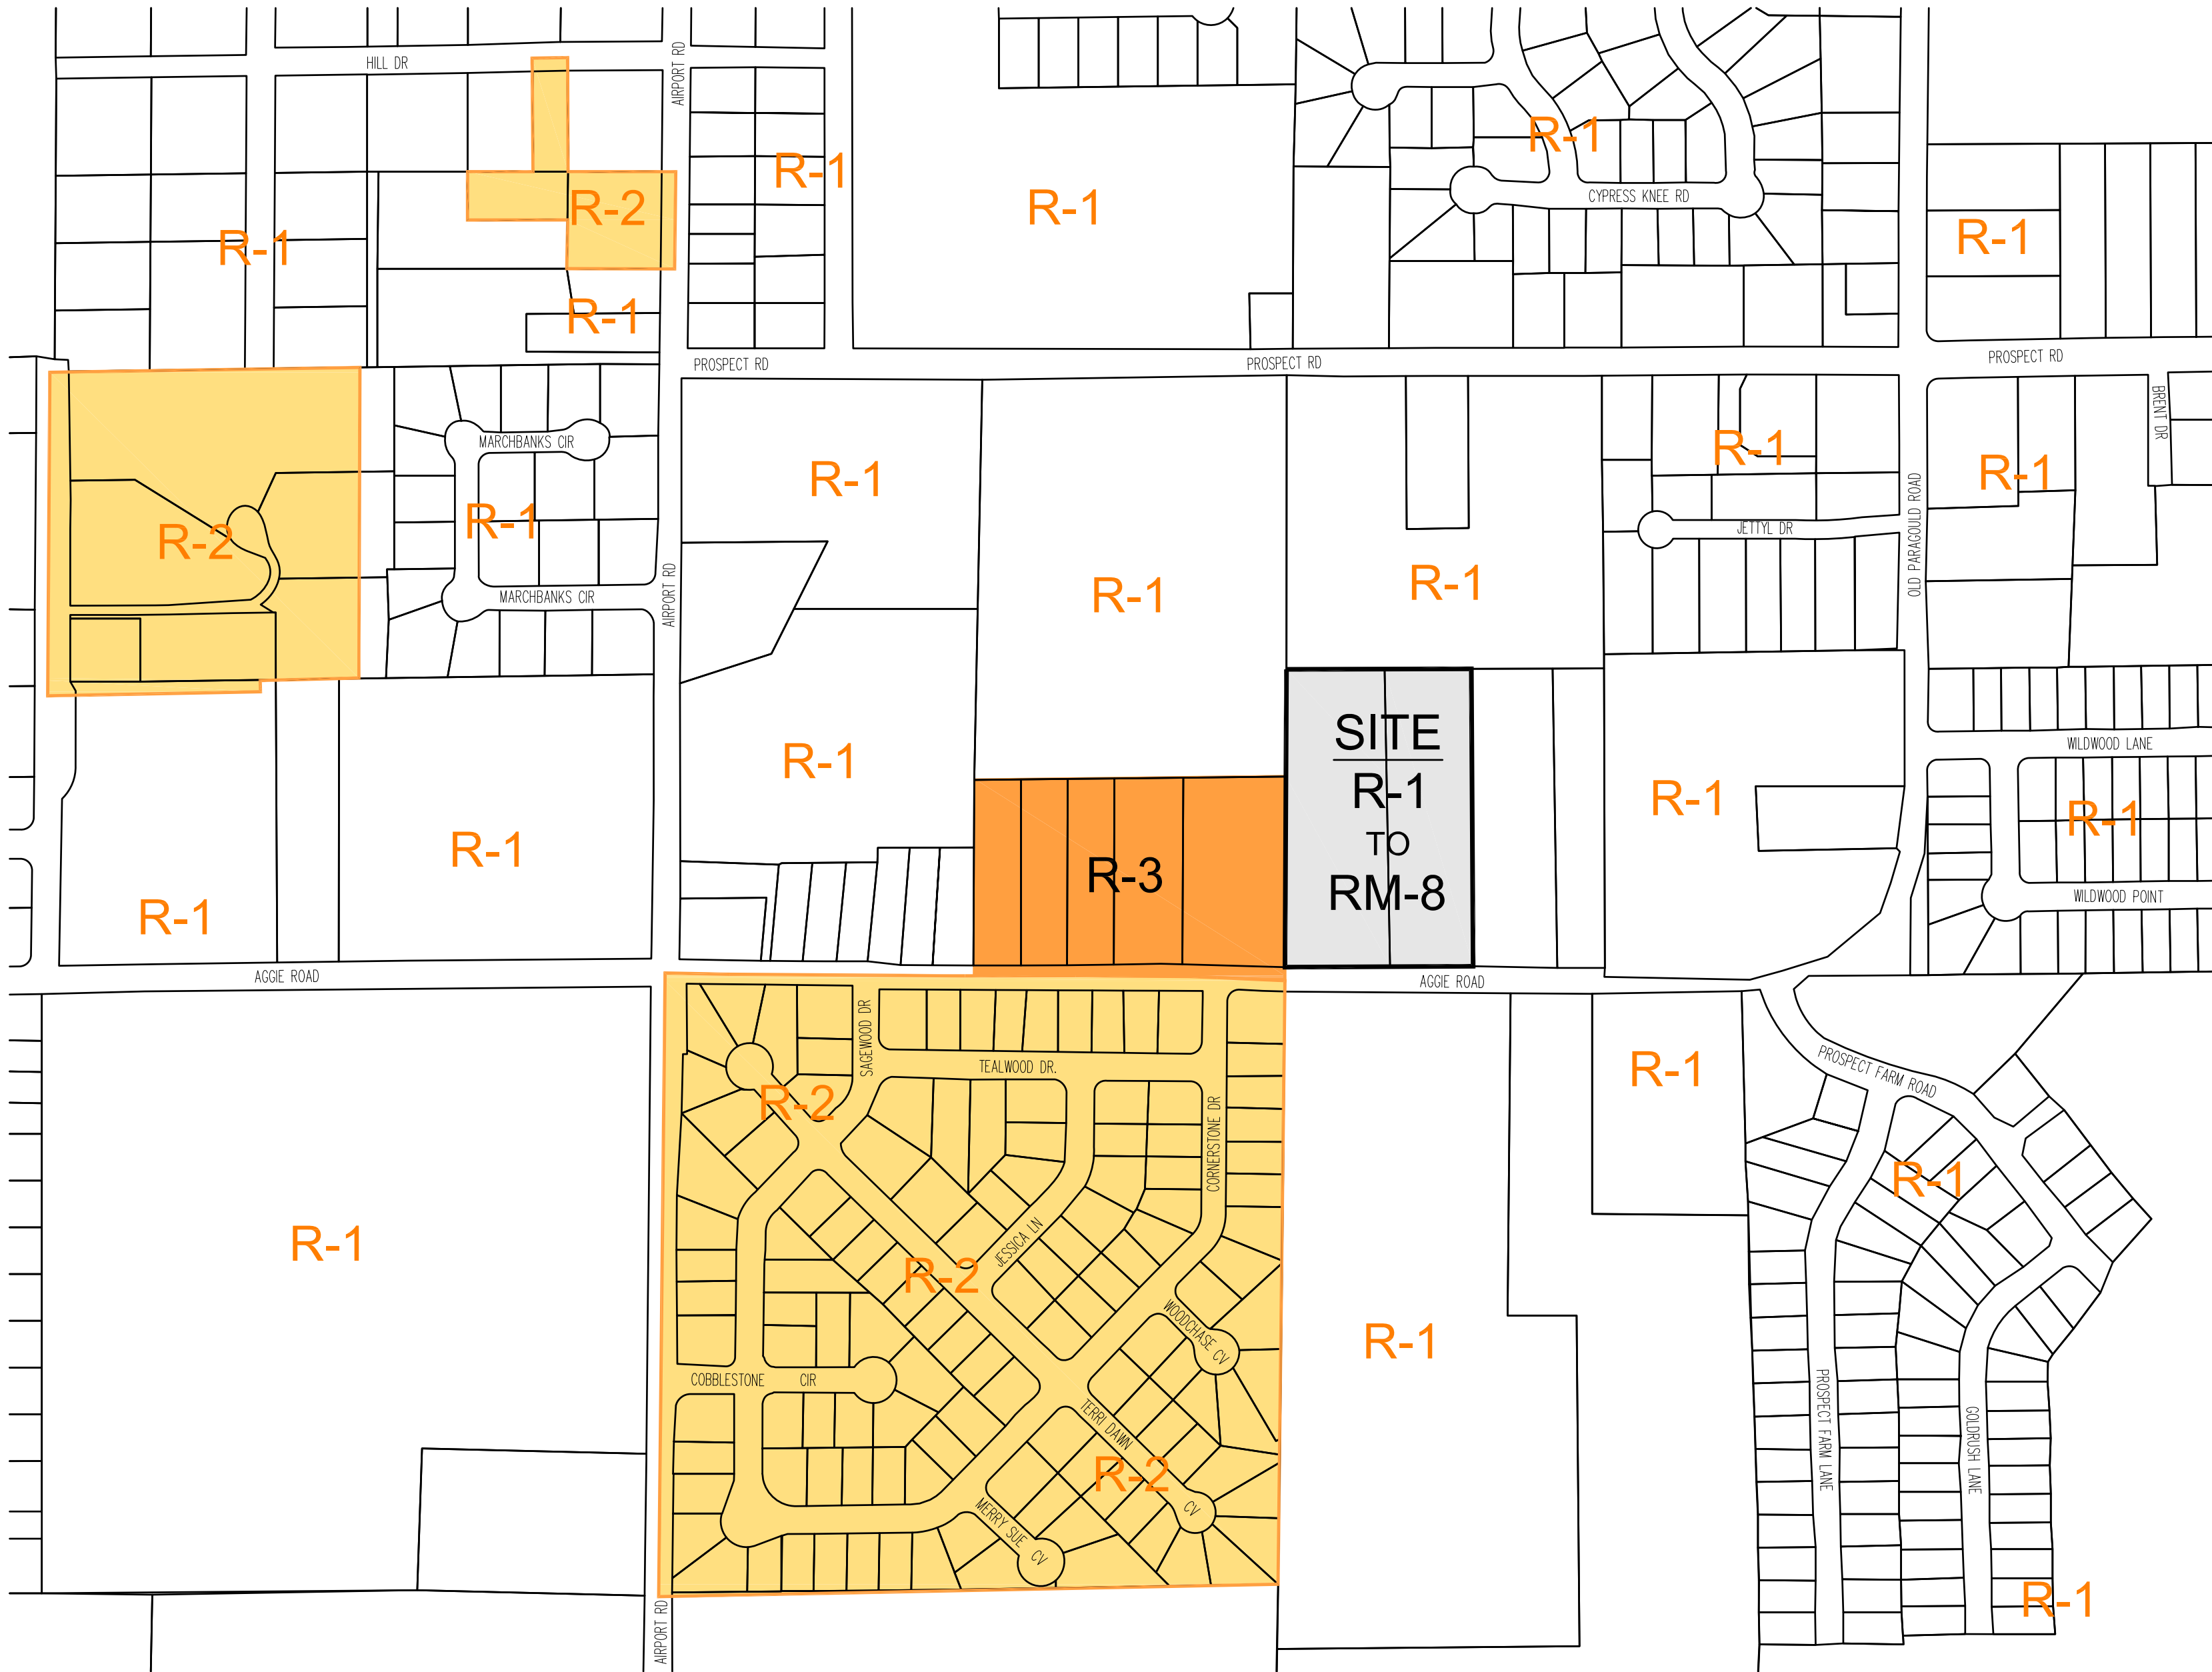 HILL DR
AIRPORT RD
R-1
R-1
R-1
CYPRESS KNEE RD
R-2
R-1
R-1
R-1
R-1
PROSPECT RD
PROSPECT RD
PROSPECT RD
BRENT DR
MARCHBANKS CIR
R-1
R-1
R-1
R-1
R-2
JETTYL DR
OLD PARAGOULD ROAD
AIRPORT RD
MARCHBANKS CIR
R-1
R-1
SITE
R-1
TO
RM-8
WILDWOOD LANE
R-1
R-1
R-1
R-1
R-3
WILDWOOD POINT
R-1
AGGIE ROAD
AGGIE ROAD
SAGEWOOD DR
TEALWOOD DR.
R-1
PROSPECT FARM ROAD
R-2
CORNERSTONE DR
R-1
R-1
JESSICA LN
R-2
WOODCHASE CV
R-1
COBBLESTONE CIR
TERRI DAWN CV
PROSPECT FARM LANE
GOLDRUSH LANE
R-2
MERRY SUE CV
R-1
AIRPORT RD